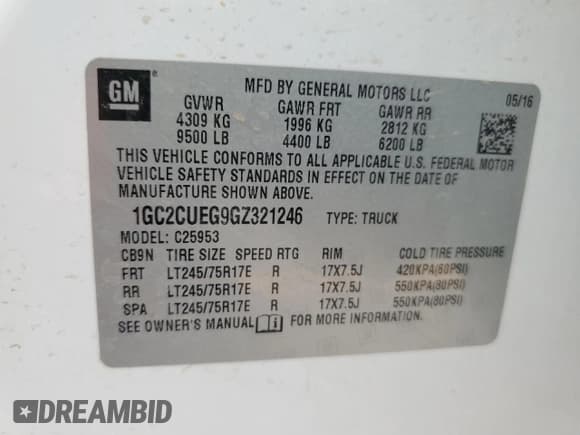 GM
®
MFD BY GENERAL MOTORS LLC
05/16
GVWR GAWR FRT GAWR RR
4309 KG 1996 KG 2812 KG
9500 LB 4400 LB 6200 LB
THIS VEHICLE CONFORMS TO ALL APPLICABLE U.S. FEDERAL MOTOR
VEHICLE SAFETY STANDARDS IN EFFECT ON THE DATE OF
MANUFACTURE SHOWN ABOVE.
1GC2CUEG9GZ321246 TYPE: TRUCK
MODEL: C25953
CB9N TIRE SIZE SPEED RTG RIM
FRT LT245/75R17E R 17X7.5J 420KPA(60PSI)
RR LT245/75R17E R 17X7.5J 550KPA(80PSI)
SPA LT245/75R17E R 17X7.5J 550KPA(80PSI)
SEE OWNER'S MANUAL FOR MORE INFORMATION.
DREAMBID